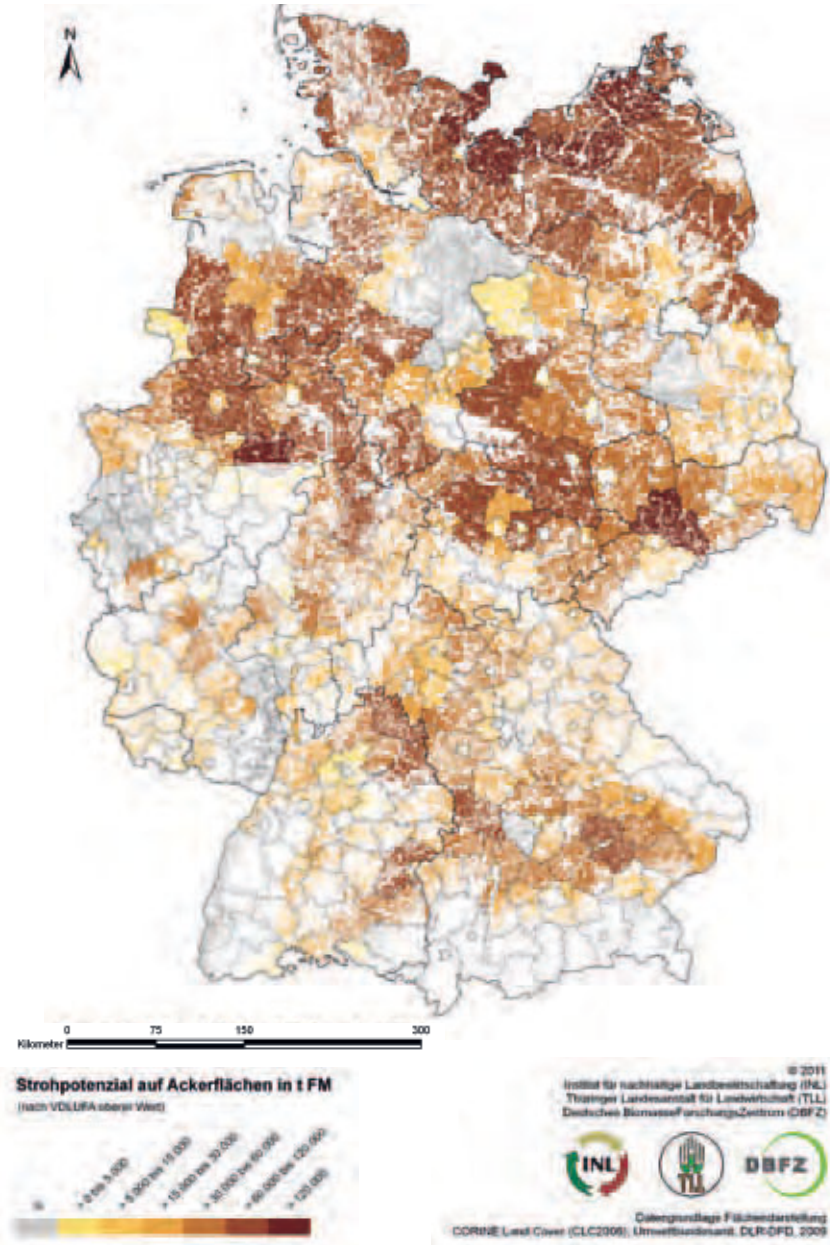 N
0 75 150 300
Kilometer
Strohpotenzial auf Ackerflächen in t FM
(nach VDLUFA oberer Wert)
0
> 0 bis 5.000
> 5.000 bis 15.000
> 15.000 bis 30.000
> 30.000 bis 60.000
> 60.000 bis 120.000
> 120.000
© 2011
Institut für nachhaltige Landbewirtschaftung (INL)
Thüringer Landesanstalt für Landwirtschaft (TLL)
Deutsches BiomasseForschungsZentrum (DBFZ)
INL
TLL
DBFZ
Datengrundlage Flächendarstellung
CORINE Land Cover (CLC2006), Umweltbundesamt, DLR-DFD, 2009